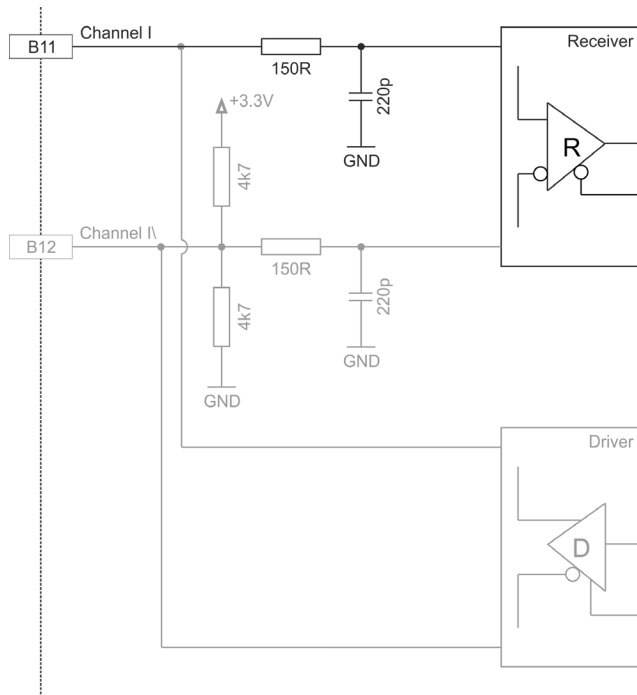 Channel I
Receiver
B11
150R
220p
+3.3V
GND
R
4k7
Channel I\
B12
150R
220p
4k7
GND
GND
Driver
D